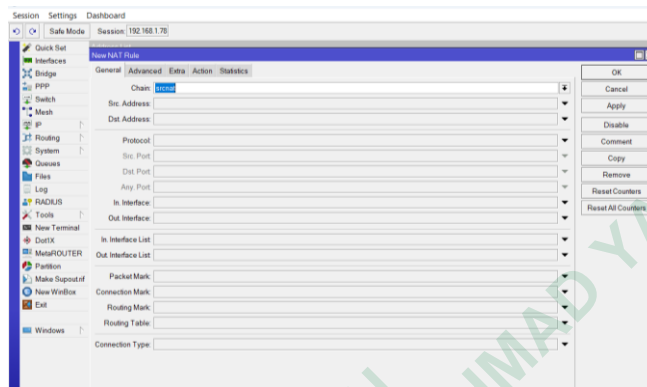 Session Settings Dashboard
Safe Mode Session: 192.168.1.78
Quick Set
Interfaces
Bridge
PPP
Switch
Mesh
IP
Routing
System
Queues
Files
Log
RADIUS
Tools
New Terminal
Dot1X
MetaROUTER
Partition
Make Supout.rif
New WinBox
Exit
Windows
New NAT Rule
General Advanced Extra Action Statistics
Chain: srcnat
Src. Address:
Dst. Address:
Protocol:
Src. Port:
Dst. Port:
Any. Port:
In. Interface:
Out. Interface:
In. Interface List:
Out. Interface List:
Packet Mark:
Connection Mark:
Routing Mark:
Routing Table:
Connection Type:
OK
Cancel
Apply
Disable
Comment
Copy
Remove
Reset Counters
Reset All Counters
IMAD YA